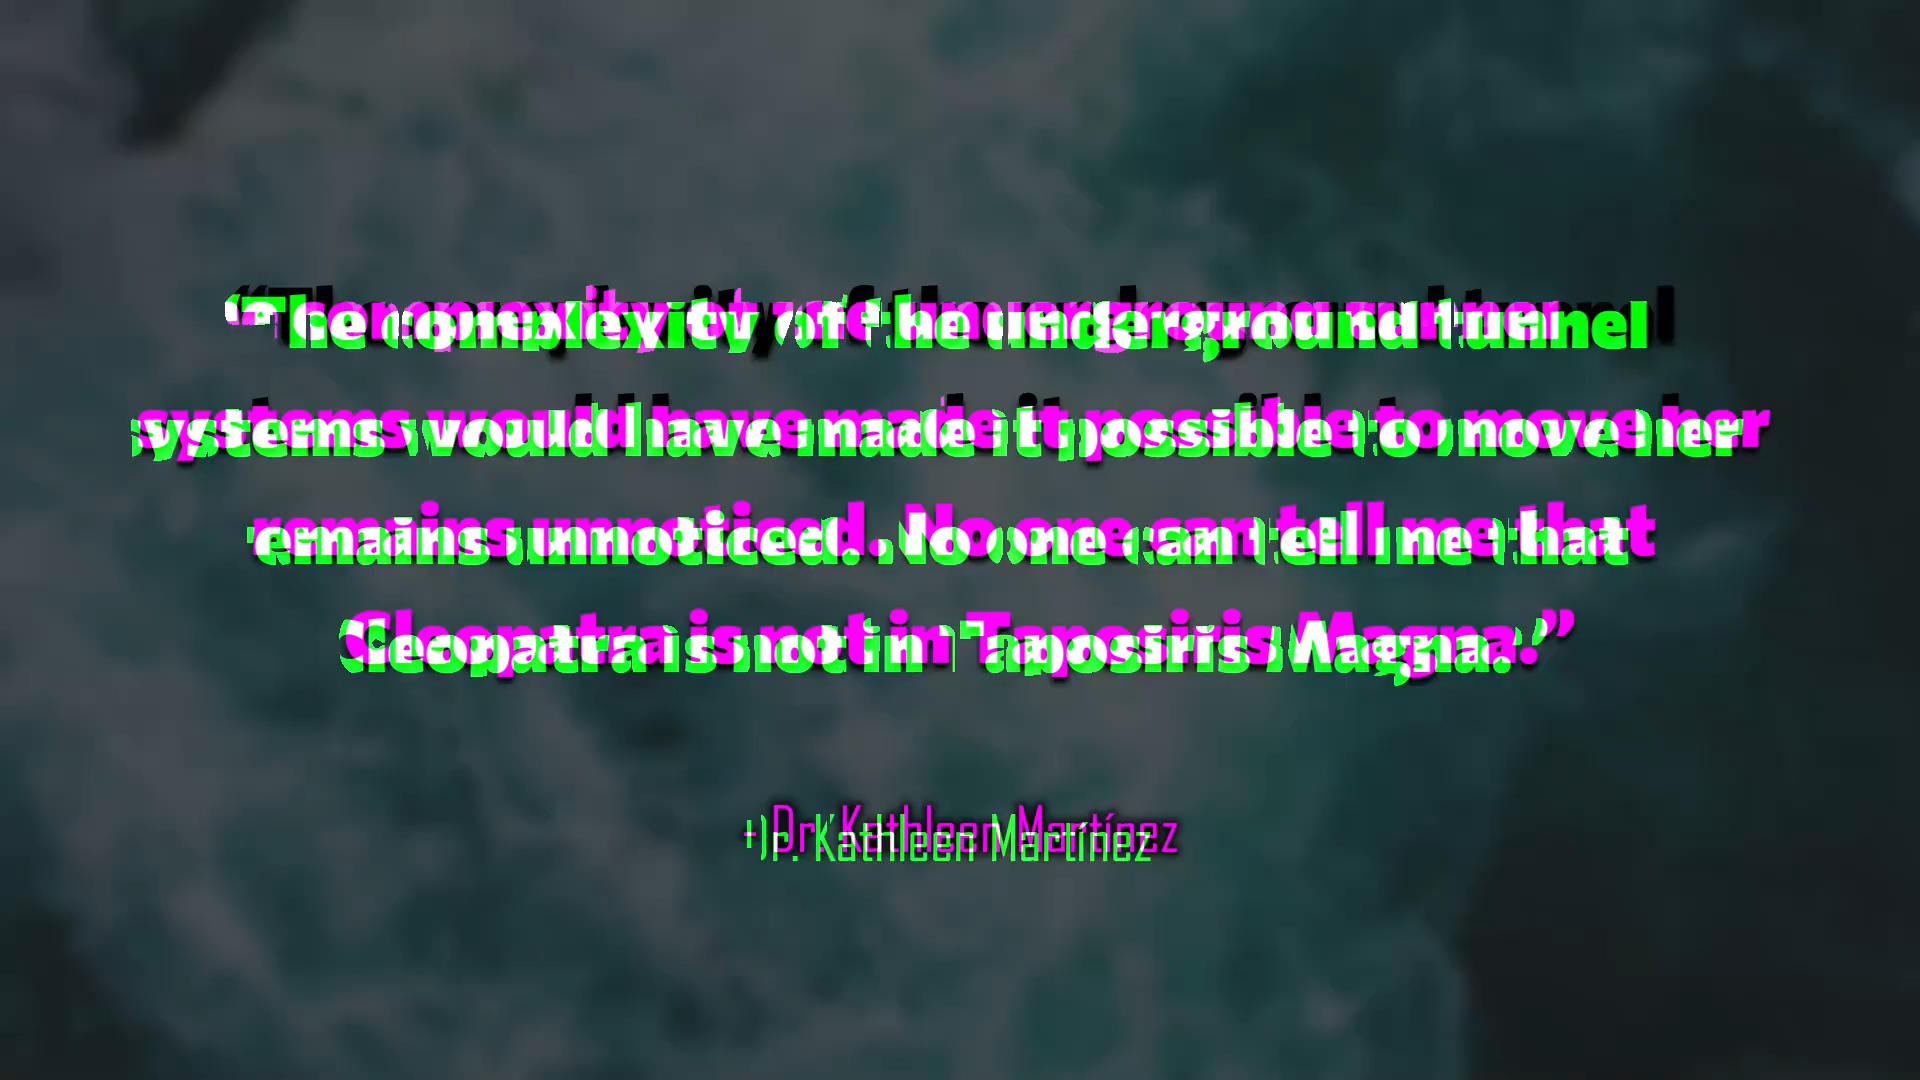 “The complexity of the underground tunnel
systems would have made it possible to move her
remains unnoticed. No one can tell me that
Cleopatra is not in Taposiris Magna.”
- Dr. Kathleen Martínez